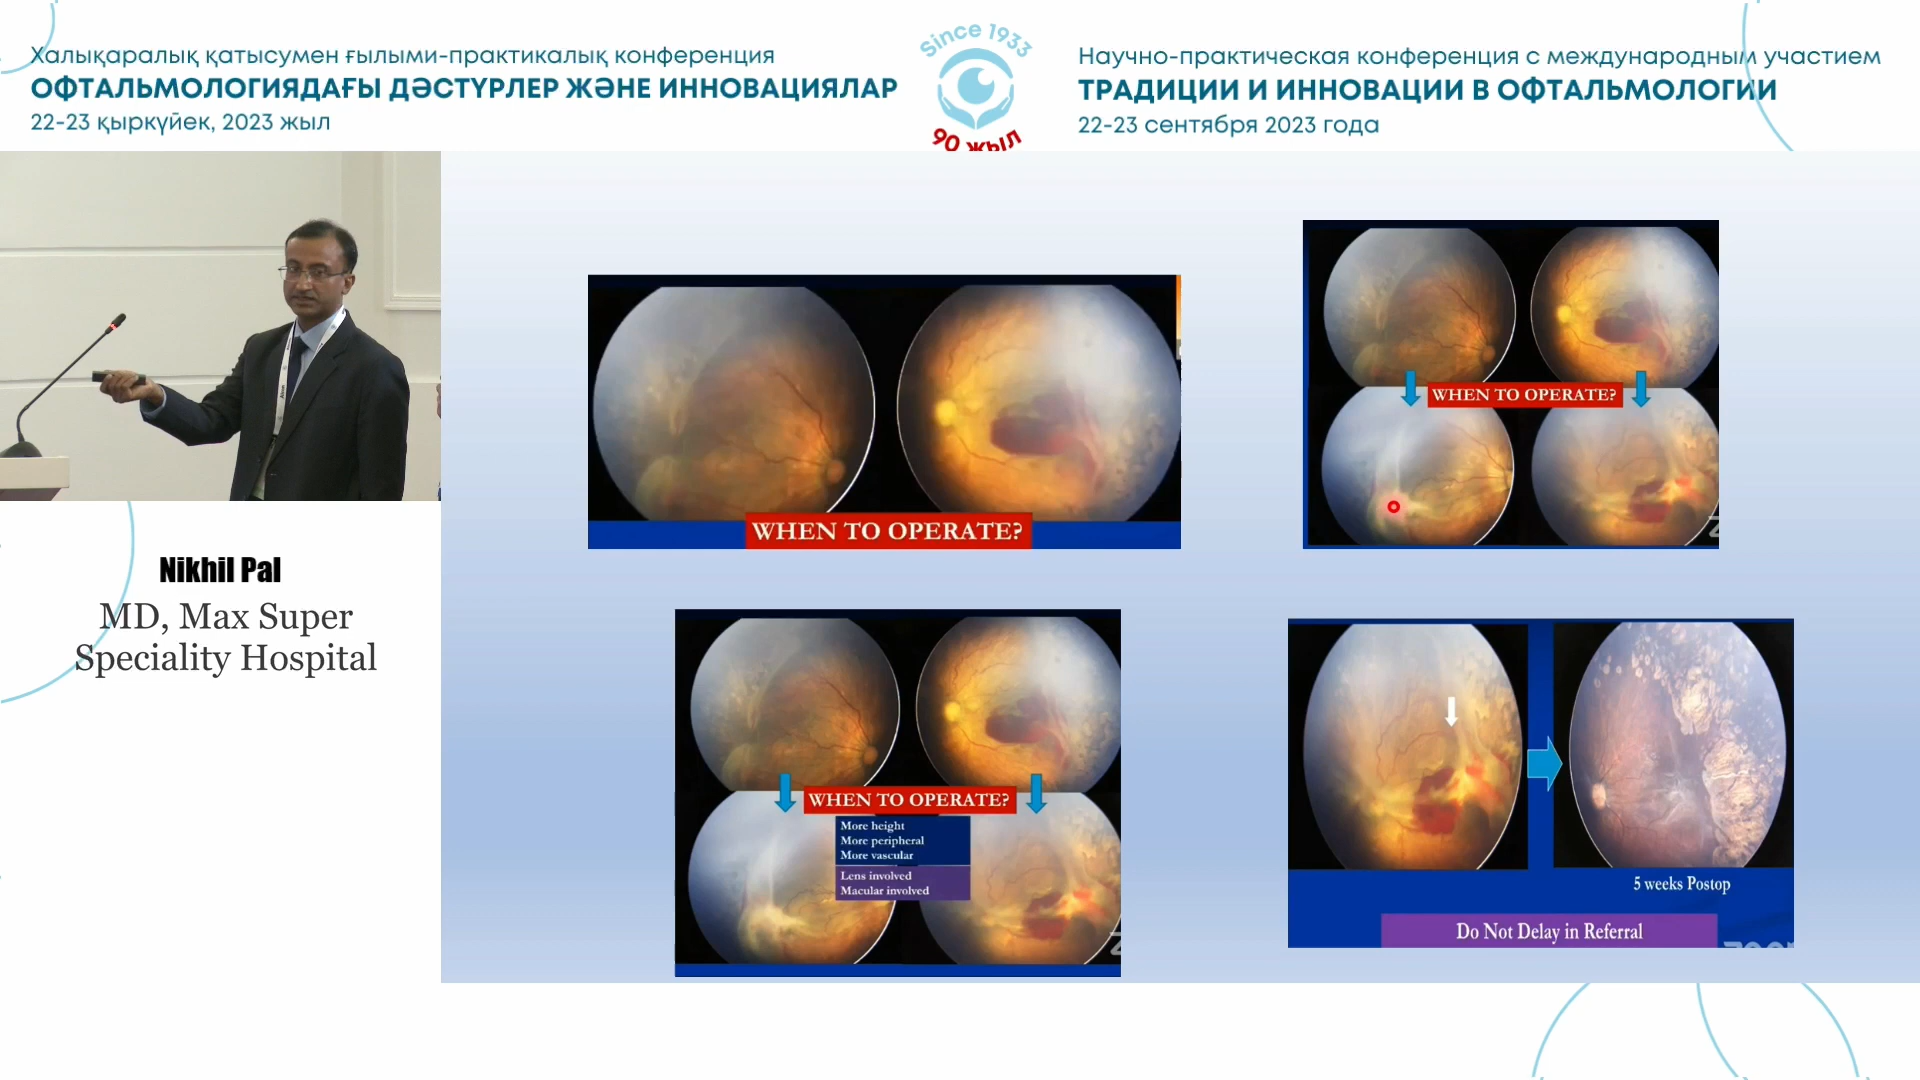 Халықаралық қатысумен ғылыми-практикалық конференция
ОФТАЛЬМОЛОГИЯДАҒЫ ДӘСТҮРЛЕР ЖӘНЕ ИННОВАЦИЯЛАР
22-23 қыркүйек, 2023 жыл
Since 1933
90 жыл
Научно-практическая конференция с международным участием
ТРАДИЦИИ И ИННОВАЦИИ В ОФТАЛЬМОЛОГИИ
22-23 сентября 2023 года
Nikhil Pal
MD, Max Super
Speciality Hospital
WHEN TO OPERATE?
WHEN TO OPERATE?
WHEN TO OPERATE?
More height
More peripheral
More vascular
Lens involved
Macular involved
5 weeks Postop
Do Not Delay in Referral